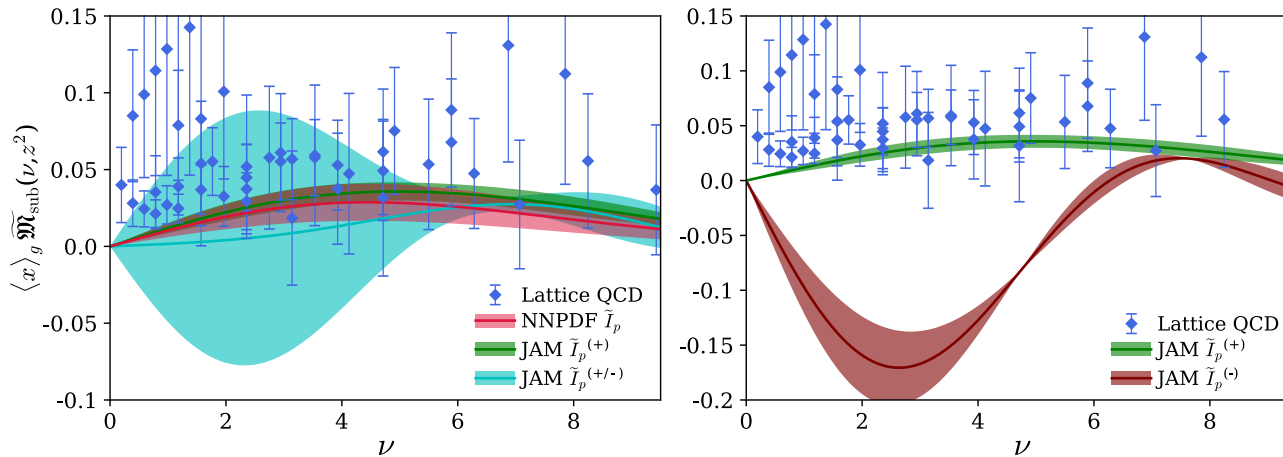 ⟨x⟩_g 𝔐̃_sub(ν, z²)
0.15
0.10
0.05
0.0
-0.05
-0.1
0 2 4 6 8
ν
Lattice QCD
NNPDF Ĩ_p
JAM Ĩ_p^(+)
JAM Ĩ_p^(+/-)
0.15
0.1
0.05
0.0
-0.05
-0.1
-0.15
-0.2
0 2 4 6 8
ν
Lattice QCD
JAM Ĩ_p^(+)
JAM Ĩ_p^(-)